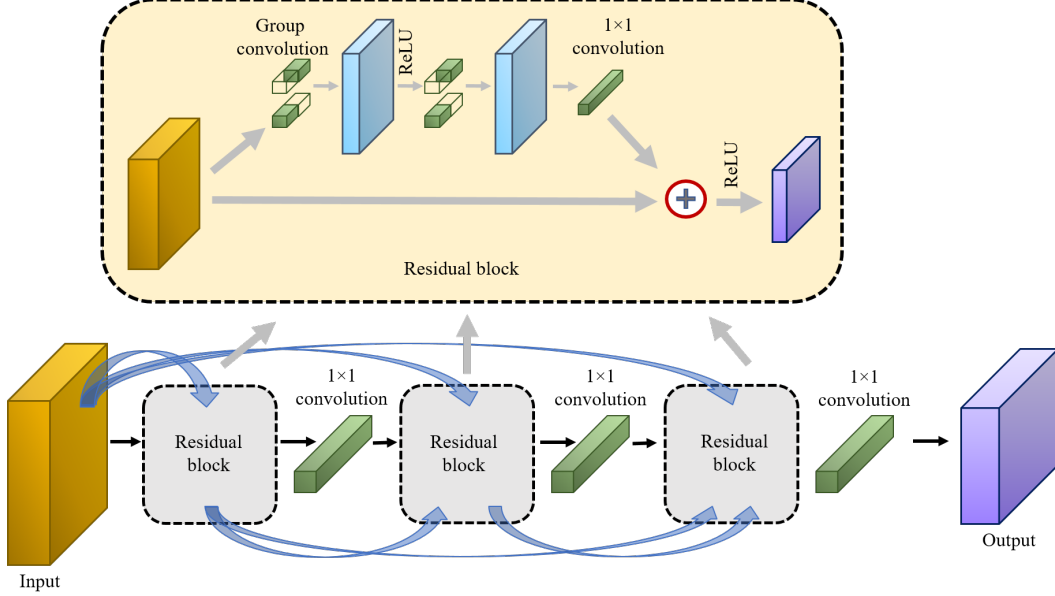 Group
convolution
ReLU
1×1
convolution
ReLU
Residual block
1×1
convolution
1×1
convolution
1×1
convolution
Residual
block
Residual
block
Residual
block
Input
Output